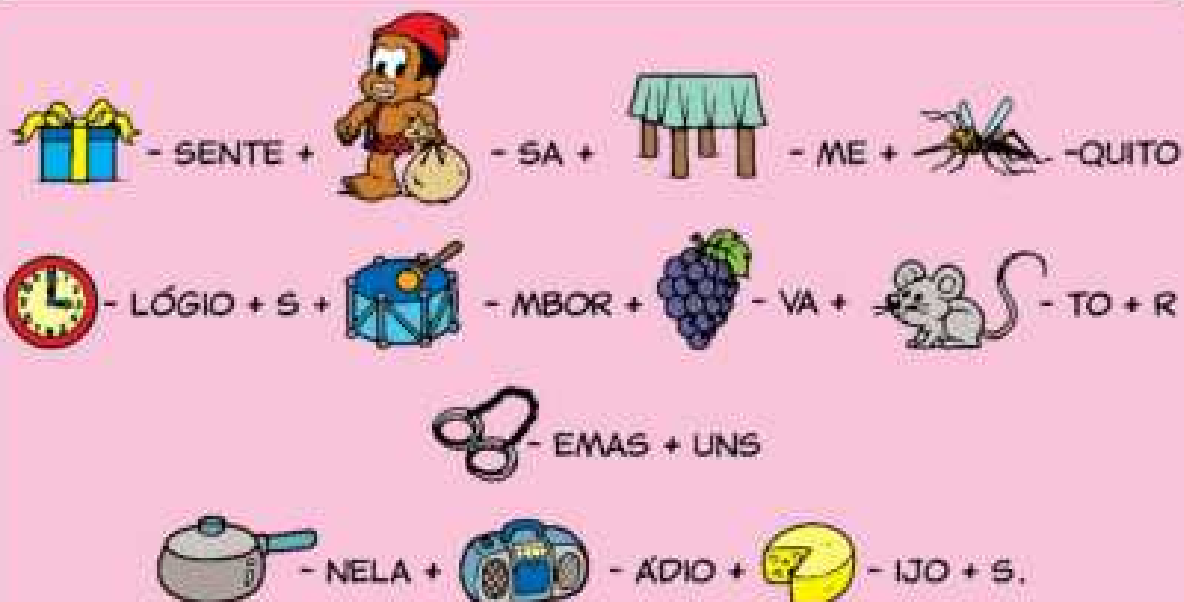 - SENTE + - SA + - ME + -QUITO
- LÓGIO + S + - MBOR + - VA + - TO + R
- EMAS + UNS
- NELA + - ÁDIO + - IJO + S.